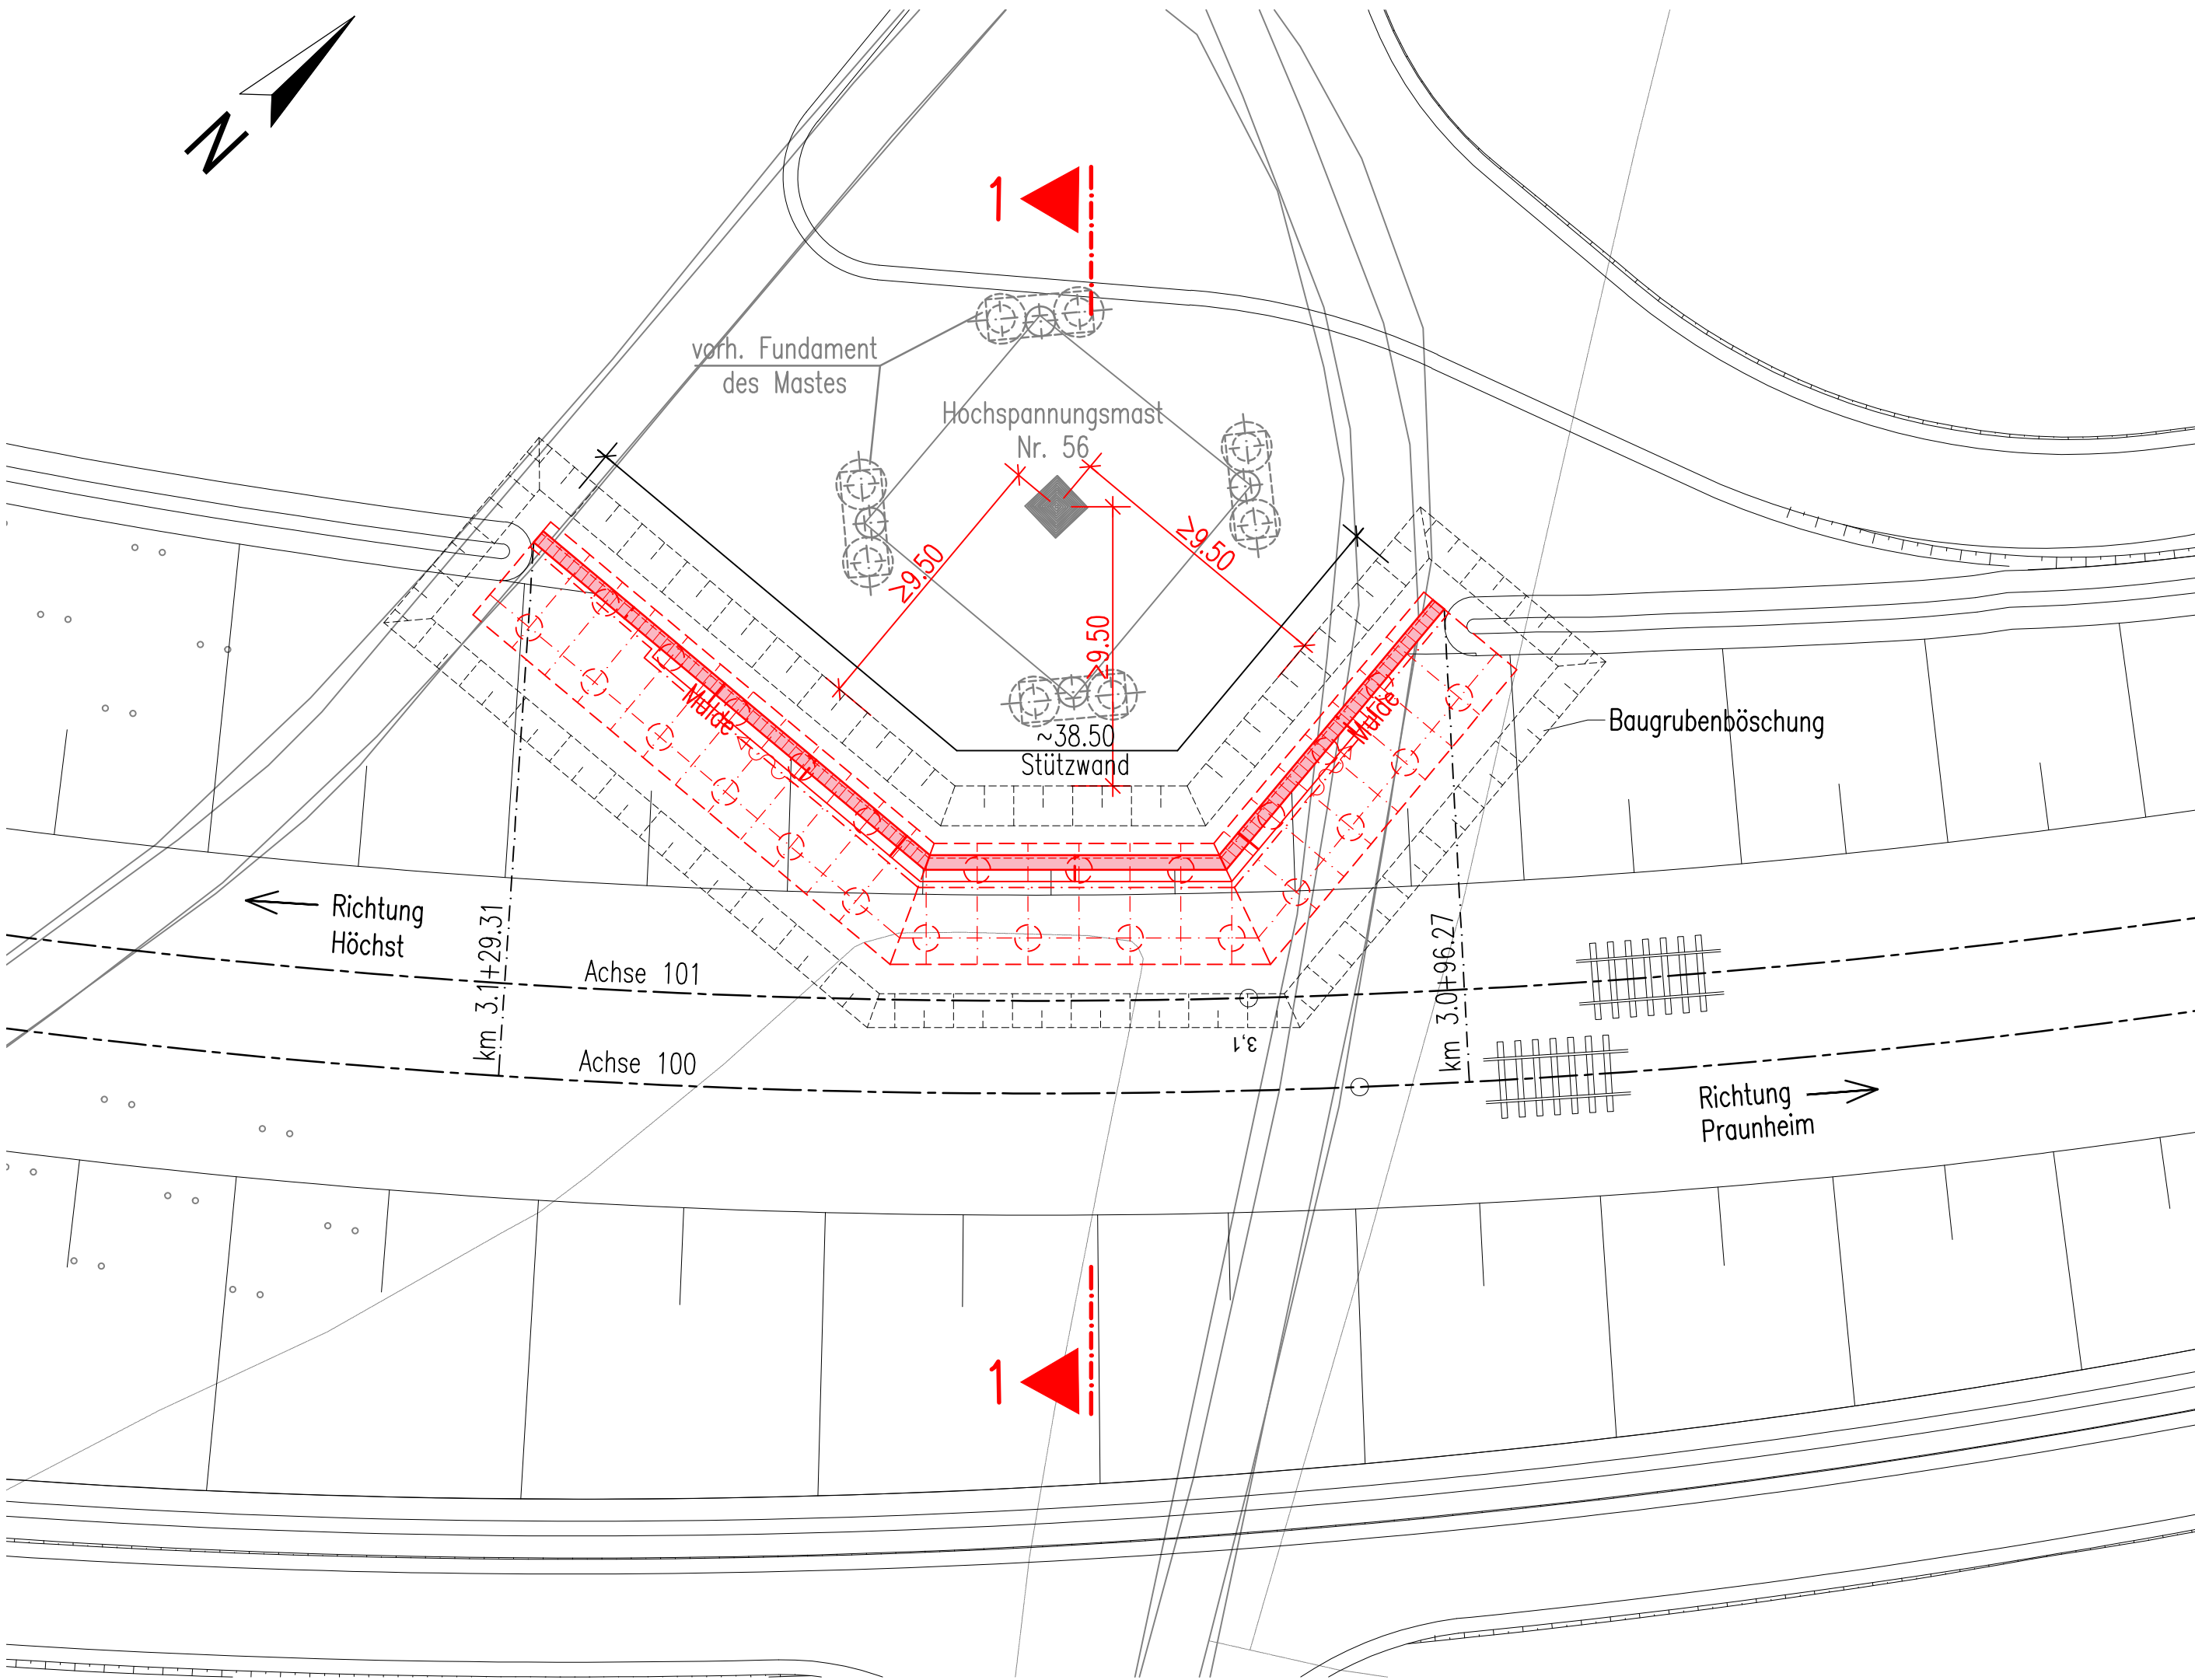 N
1
vorh. Fundament
des Mastes
Hochspannungsmast
Nr. 56
≥9.50
≥9.50
≥9.50
Mulde
Mulde
~38.50
Stützwand
Baugrubenböschung
Richtung
Höchst
km 3.1+29.31
Achse 101
km 3.0+96.27
3,1
Achse 100
Richtung
Praunheim
1